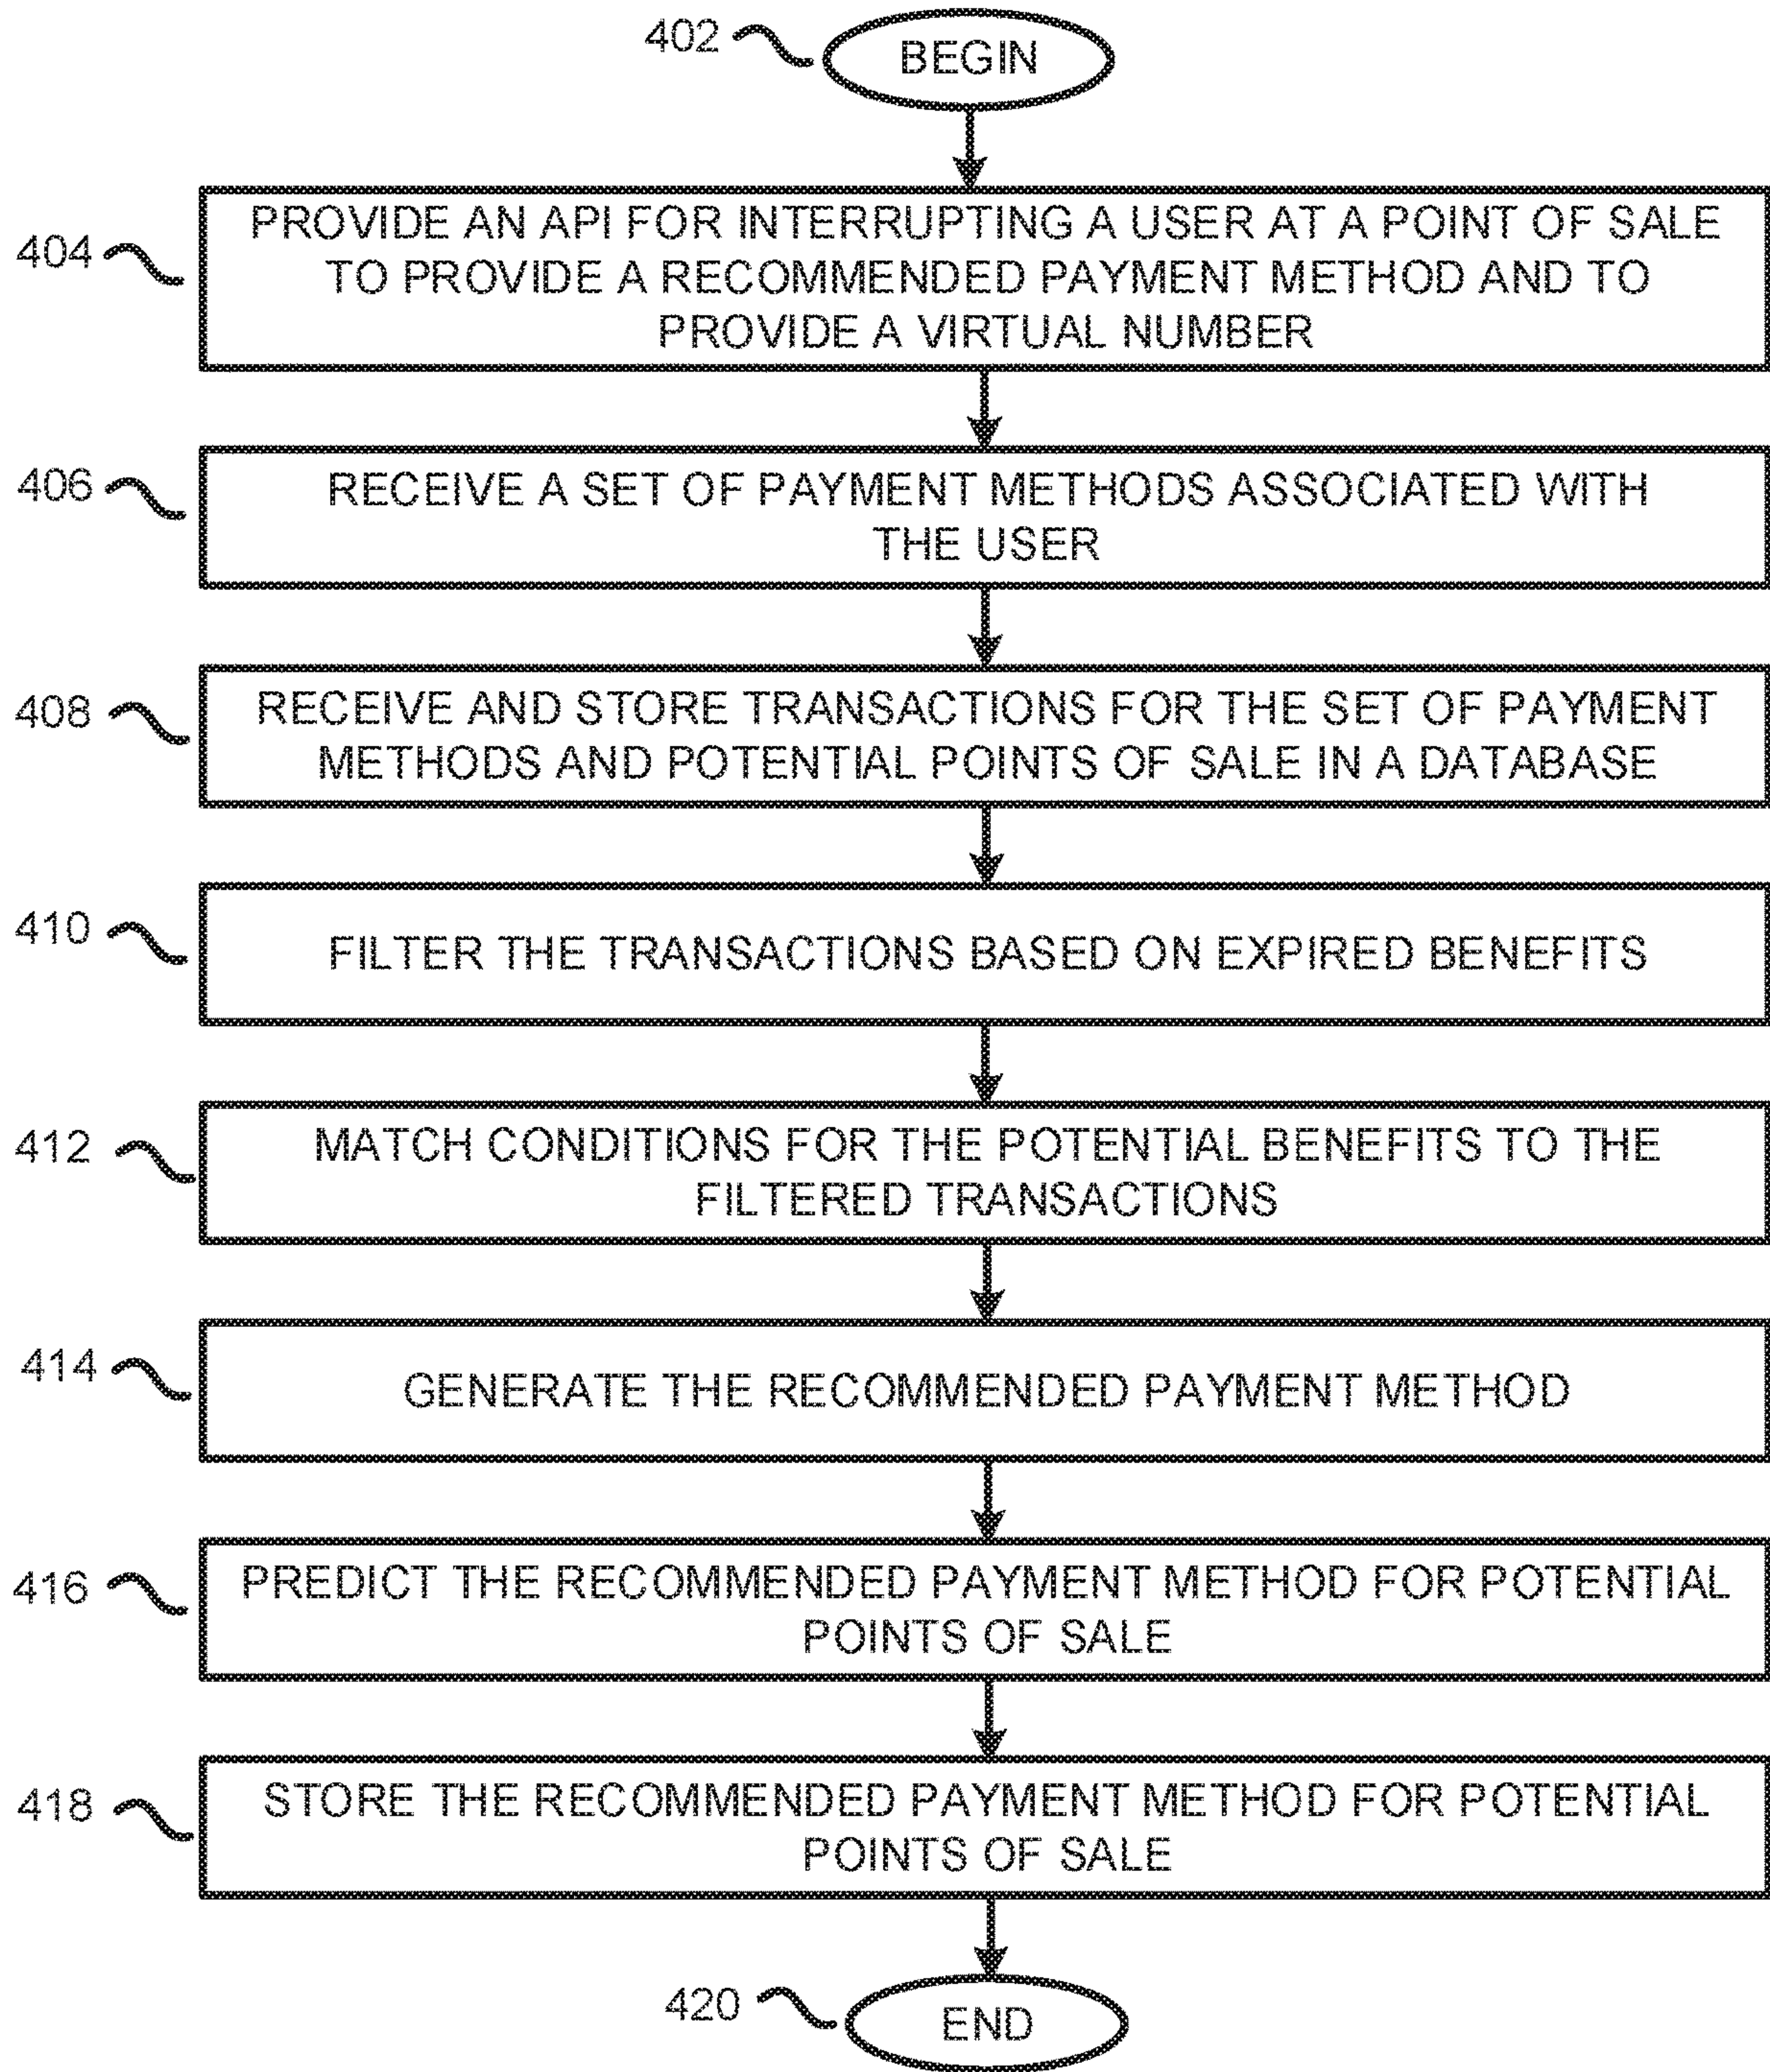 402
BEGIN
404
PROVIDE AN API FOR INTERRUPTING A USER AT A POINT OF SALE
TO PROVIDE A RECOMMENDED PAYMENT METHOD AND TO
PROVIDE A VIRTUAL NUMBER
406
RECEIVE A SET OF PAYMENT METHODS ASSOCIATED WITH
THE USER
408
RECEIVE AND STORE TRANSACTIONS FOR THE SET OF PAYMENT
METHODS AND POTENTIAL POINTS OF SALE IN A DATABASE
410
FILTER THE TRANSACTIONS BASED ON EXPIRED BENEFITS
412
MATCH CONDITIONS FOR THE POTENTIAL BENEFITS TO THE
FILTERED TRANSACTIONS
414
GENERATE THE RECOMMENDED PAYMENT METHOD
416
PREDICT THE RECOMMENDED PAYMENT METHOD FOR POTENTIAL
POINTS OF SALE
418
STORE THE RECOMMENDED PAYMENT METHOD FOR POTENTIAL
POINTS OF SALE
420
END